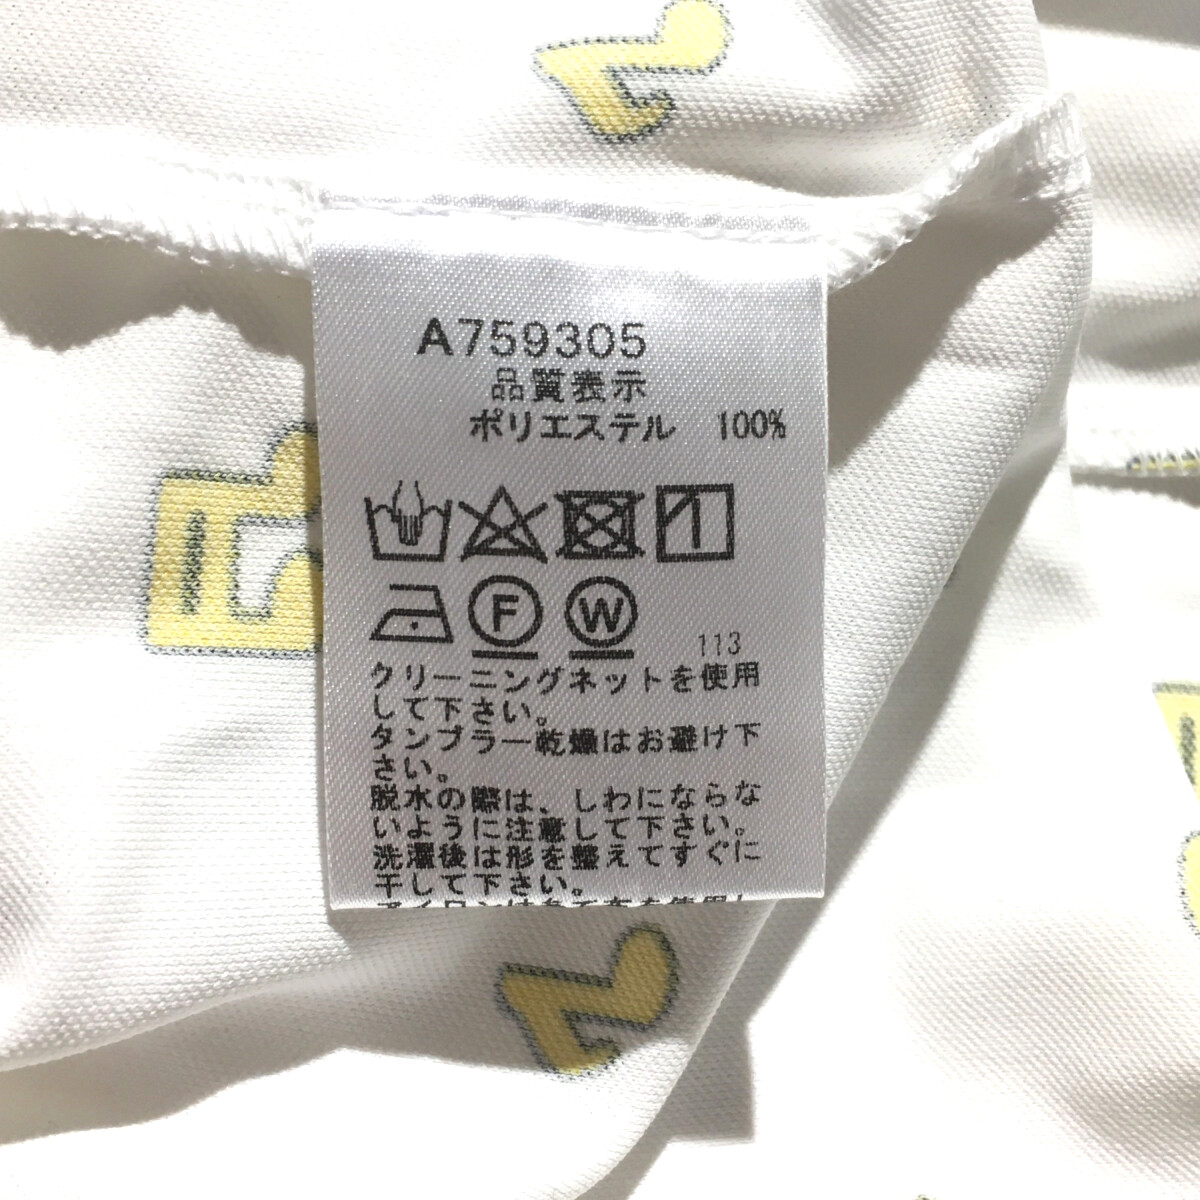 A759305
品質表示
ポリエステル 100%
F W
113
クリーニングネットを使用
して下さい。
タンブラー乾燥はお避け下
さい。
脱水の際は、しわにならな
いように注意して下さい。
洗濯後は形を整えてすぐに
干して下さい。